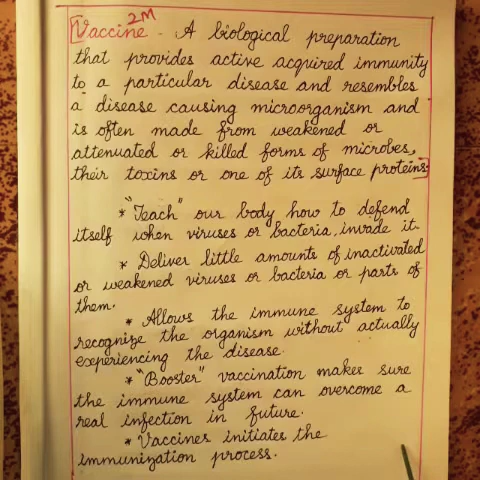 2M
[Vaccine - A biological preparation
that provides active acquired immunity
to a particular disease and resembles
a disease causing microorganism and
is often made from weakened or
attenuated or killed forms of microbes,
their toxins or one of its surface proteins.]
* "Teach" our body how to defend
itself when viruses or bacteria invade it.
* Deliver little amounts of inactivated
or weakened viruses or bacteria or parts of
them.
* Allows the immune system to
recognize the organism without actually
experiencing the disease.
* "Booster" vaccination makes sure
the immune system can overcome a
real infection in future.
* Vaccines initiates the
immunization process.